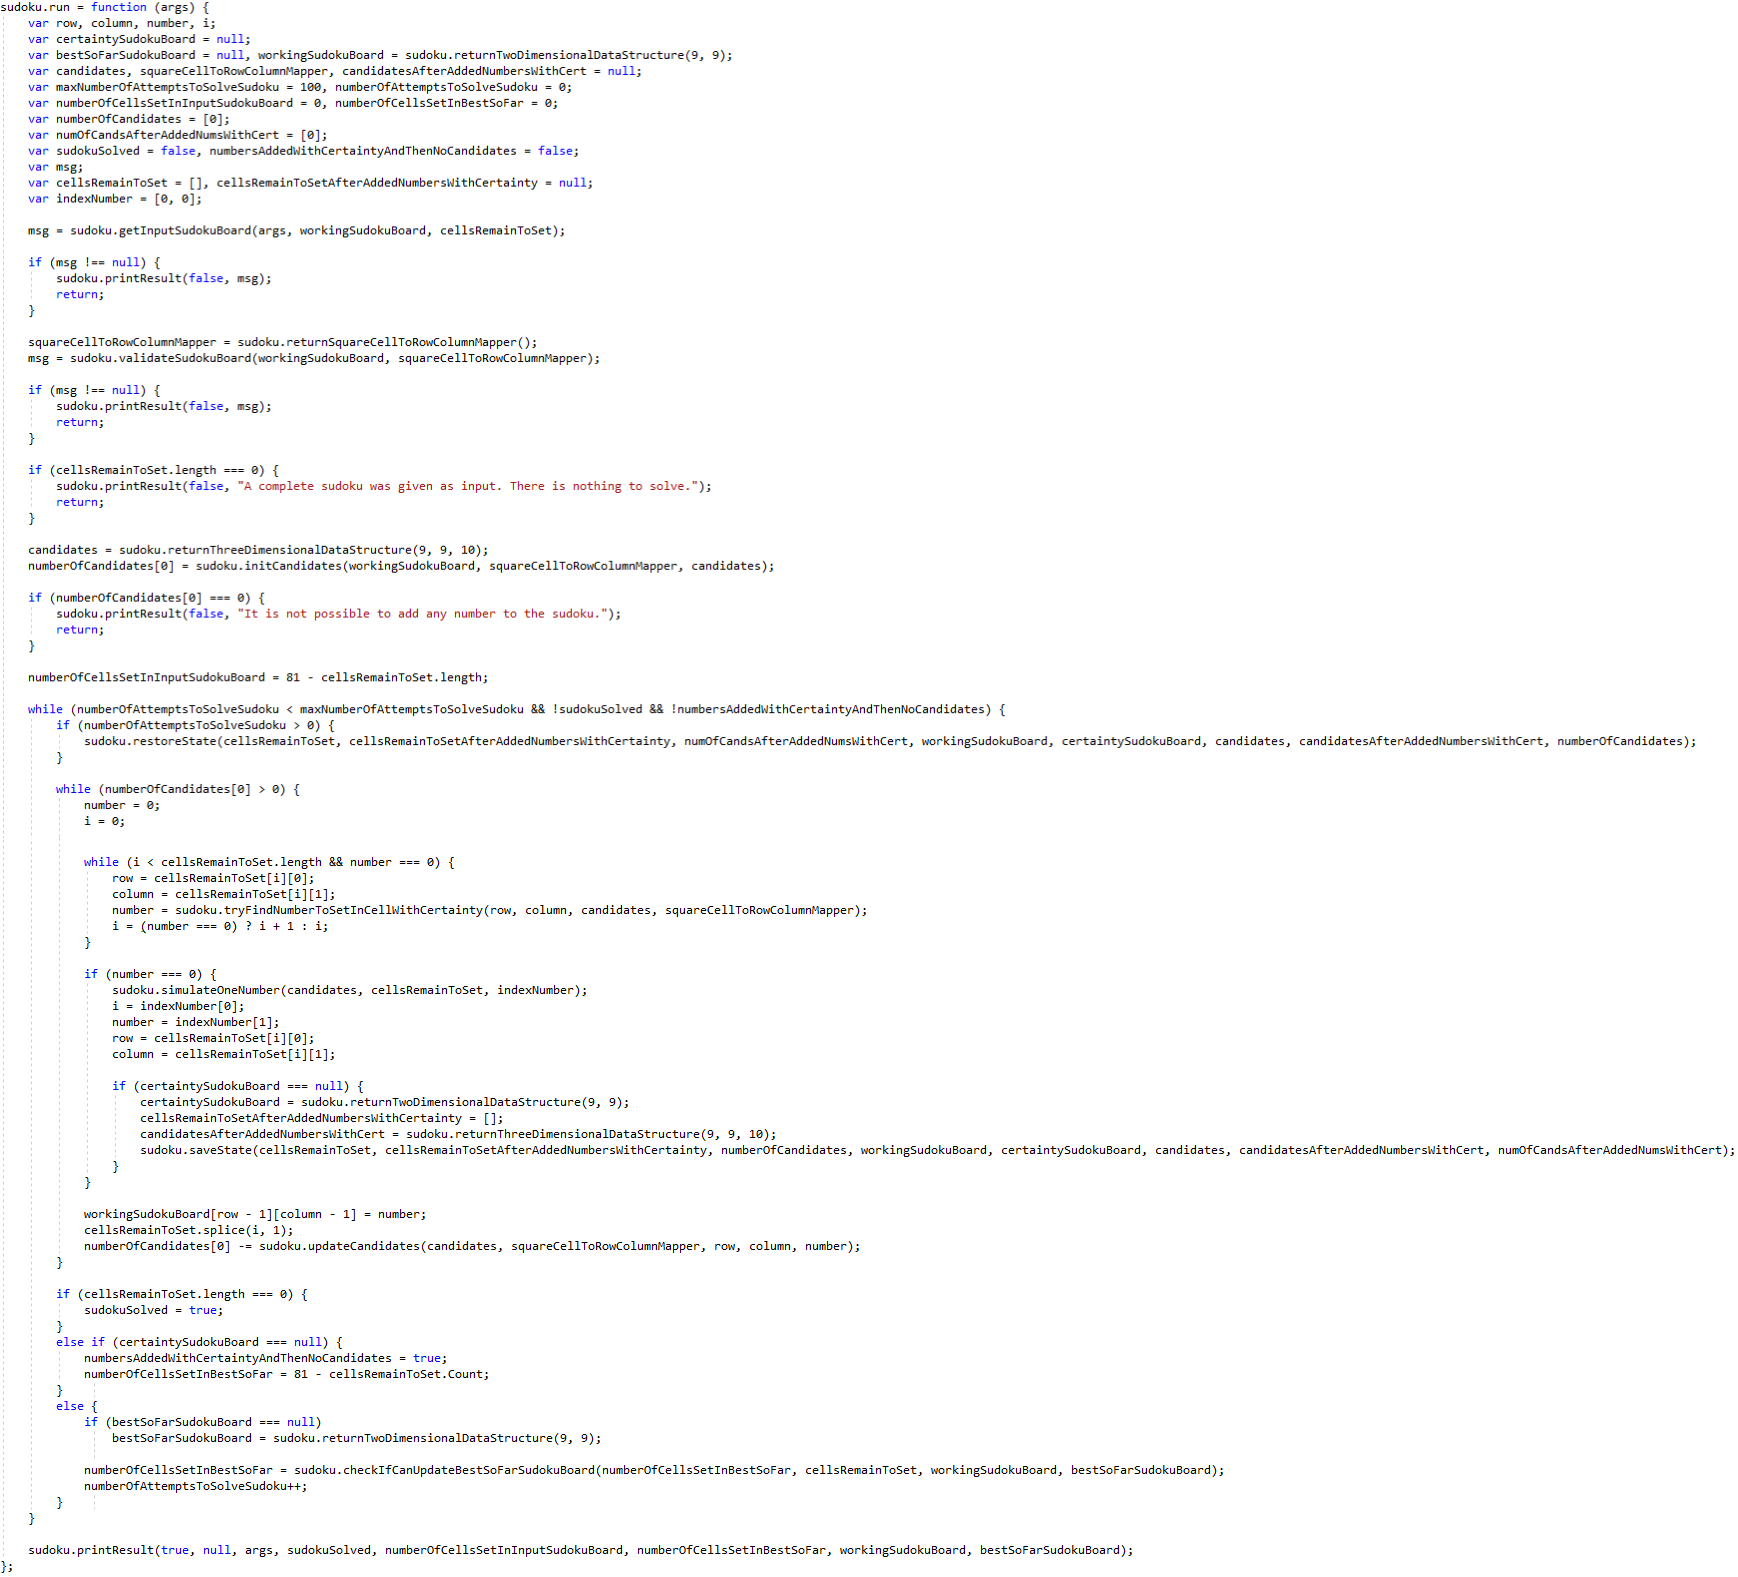 sudoku.run = function (args) {
    var row, column, number, i;
    var certaintySudokuBoard = null;
    var bestSoFarSudokuBoard = null, workingSudokuBoard = sudoku.returnTwoDimensionalDataStructure(9, 9);
    var candidates, squareCellToRowColumnMapper, candidatesAfterAddedNumbersWithCert = null;
    var maxNumberOfAttemptsToSolveSudoku = 100, numberOfAttemptsToSolveSudoku = 0;
    var numberOfCellsSetInInputSudokuBoard = 0, numberOfCellsSetInBestSoFar = 0;
    var numberOfCandidates = [0];
    var numOfCandsAfterAddedNumsWithCert = [0];
    var sudokuSolved = false, numbersAddedWithCertaintyAndThenNoCandidates = false;
    var msg;
    var cellsRemainToSet = [], cellsRemainToSetAfterAddedNumbersWithCertainty = null;
    var indexNumber = [0, 0];

    msg = sudoku.getInputSudokuBoard(args, workingSudokuBoard, cellsRemainToSet);

    if (msg !== null) {
        sudoku.printResult(false, msg);
        return;
    }

    squareCellToRowColumnMapper = sudoku.returnSquareCellToRowColumnMapper();
    msg = sudoku.validateSudokuBoard(workingSudokuBoard, squareCellToRowColumnMapper);

    if (msg !== null) {
        sudoku.printResult(false, msg);
        return;
    }

    if (cellsRemainToSet.length === 0) {
        sudoku.printResult(false, "A complete sudoku was given as input. There is nothing to solve.");
        return;
    }

    candidates = sudoku.returnThreeDimensionalDataStructure(9, 9, 10);
    numberOfCandidates[0] = sudoku.initCandidates(workingSudokuBoard, squareCellToRowColumnMapper, candidates);

    if (numberOfCandidates[0] === 0) {
        sudoku.printResult(false, "It is not possible to add any number to the sudoku.");
        return;
    }

    numberOfCellsSetInInputSudokuBoard = 81 - cellsRemainToSet.length;

    while (numberOfAttemptsToSolveSudoku < maxNumberOfAttemptsToSolveSudoku && !sudokuSolved && !numbersAddedWithCertaintyAndThenNoCandidates) {
        if (numberOfAttemptsToSolveSudoku > 0) {
            sudoku.restoreState(cellsRemainToSet, cellsRemainToSetAfterAddedNumbersWithCertainty, numOfCandsAfterAddedNumsWithCert, workingSudokuBoard, certaintySudokuBoard, candidates, candidatesAfterAddedNumbersWithCert, numberOfCandidates);
        }

        while (numberOfCandidates[0] > 0) {
            number = 0;
            i = 0;

            while (i < cellsRemainToSet.length && number === 0) {
                row = cellsRemainToSet[i][0];
                column = cellsRemainToSet[i][1];
                number = sudoku.tryFindNumberToSetInCellWithCertainty(row, column, candidates, squareCellToRowColumnMapper);
                i = (number === 0) ? i + 1 : i;
            }

            if (number === 0) {
                sudoku.simulateOneNumber(candidates, cellsRemainToSet, indexNumber);
                i = indexNumber[0];
                number = indexNumber[1];
                row = cellsRemainToSet[i][0];
                column = cellsRemainToSet[i][1];

                if (certaintySudokuBoard === null) {
                    certaintySudokuBoard = sudoku.returnTwoDimensionalDataStructure(9, 9);
                    cellsRemainToSetAfterAddedNumbersWithCertainty = [];
                    candidatesAfterAddedNumbersWithCert = sudoku.returnThreeDimensionalDataStructure(9, 9, 10);
                    sudoku.saveState(cellsRemainToSet, cellsRemainToSetAfterAddedNumbersWithCertainty, numberOfCandidates, workingSudokuBoard, certaintySudokuBoard, candidates, candidatesAfterAddedNumbersWithCert, numOfCandsAfterAddedNumsWithCert);
                }
            }

            workingSudokuBoard[row - 1][column - 1] = number;
            cellsRemainToSet.splice(i, 1);
            numberOfCandidates[0] -= sudoku.updateCandidates(candidates, squareCellToRowColumnMapper, row, column, number);
        }

        if (cellsRemainToSet.length === 0) {
            sudokuSolved = true;
        }
        else if (certaintySudokuBoard === null) {
            numbersAddedWithCertaintyAndThenNoCandidates = true;
            numberOfCellsSetInBestSoFar = 81 - cellsRemainToSet.Count;
        }
        else {
            if (bestSoFarSudokuBoard === null)
                bestSoFarSudokuBoard = sudoku.returnTwoDimensionalDataStructure(9, 9);

            numberOfCellsSetInBestSoFar = sudoku.checkIfCanUpdateBestSoFarSudokuBoard(numberOfCellsSetInBestSoFar, cellsRemainToSet, workingSudokuBoard, bestSoFarSudokuBoard);
            numberOfAttemptsToSolveSudoku++;
        }
    }

    sudoku.printResult(true, null, args, sudokuSolved, numberOfCellsSetInInputSudokuBoard, numberOfCellsSetInBestSoFar, workingSudokuBoard, bestSoFarSudokuBoard);
};